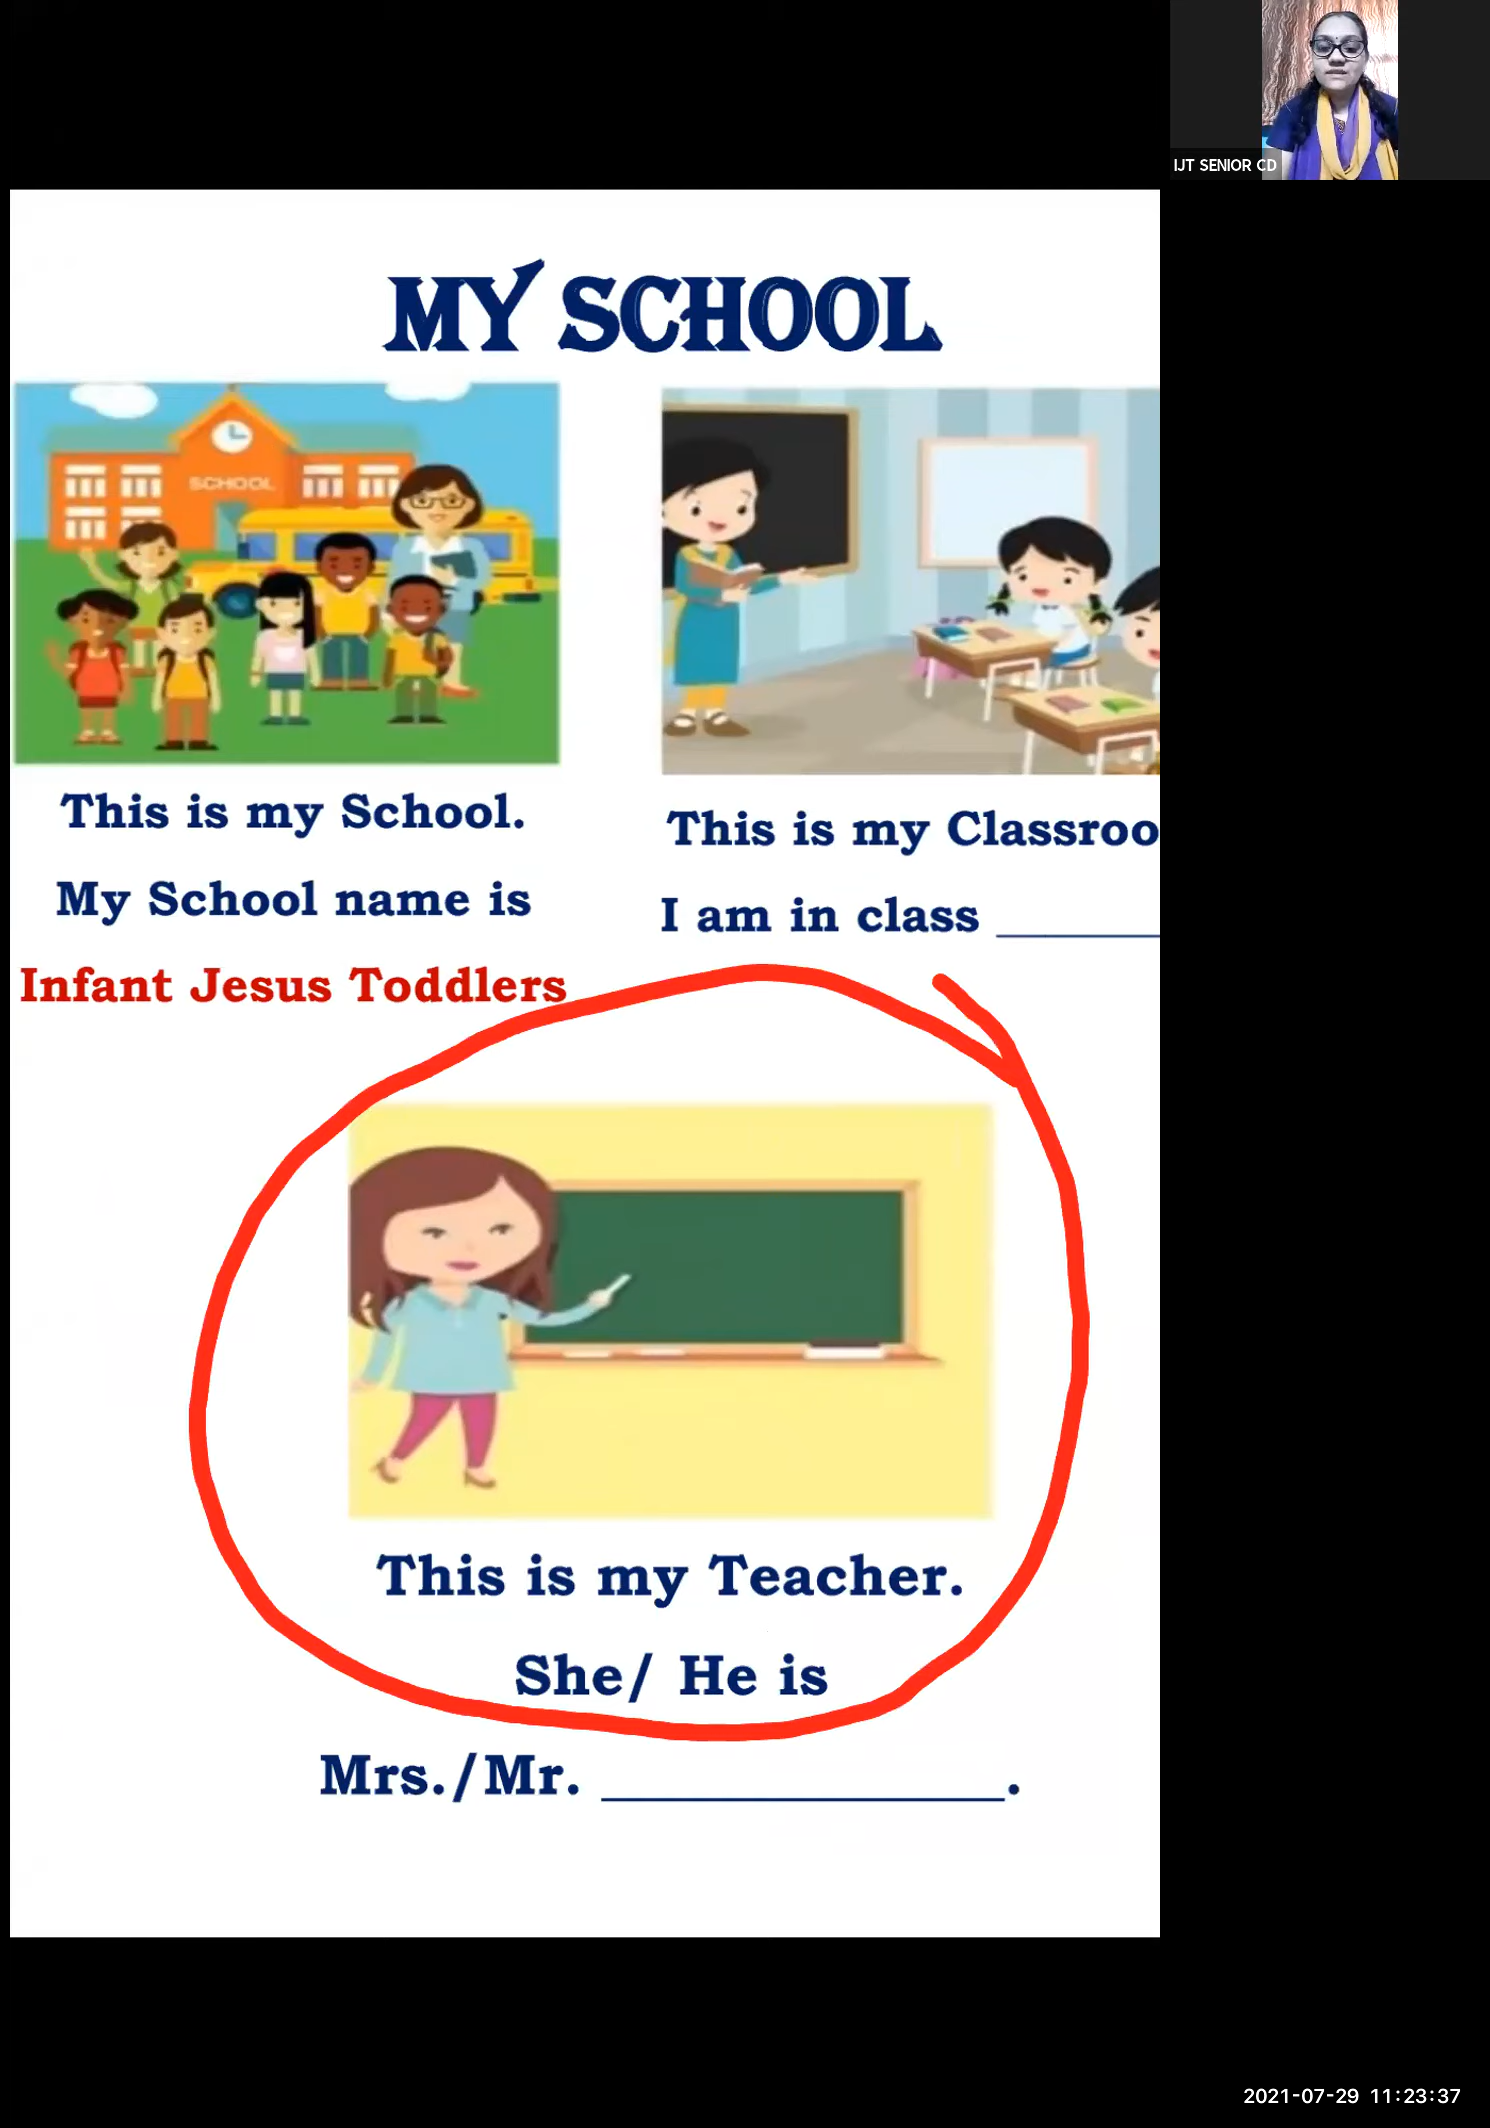 IJT SENIOR CD
MY SCHOOL
SCHOOL
This is my School.
My School name is
Infant Jesus Toddlers
This is my Classroo
I am in class ______
This is my Teacher.
She/ He is
Mrs./Mr. ______________.
2021-07-29 11:23:37